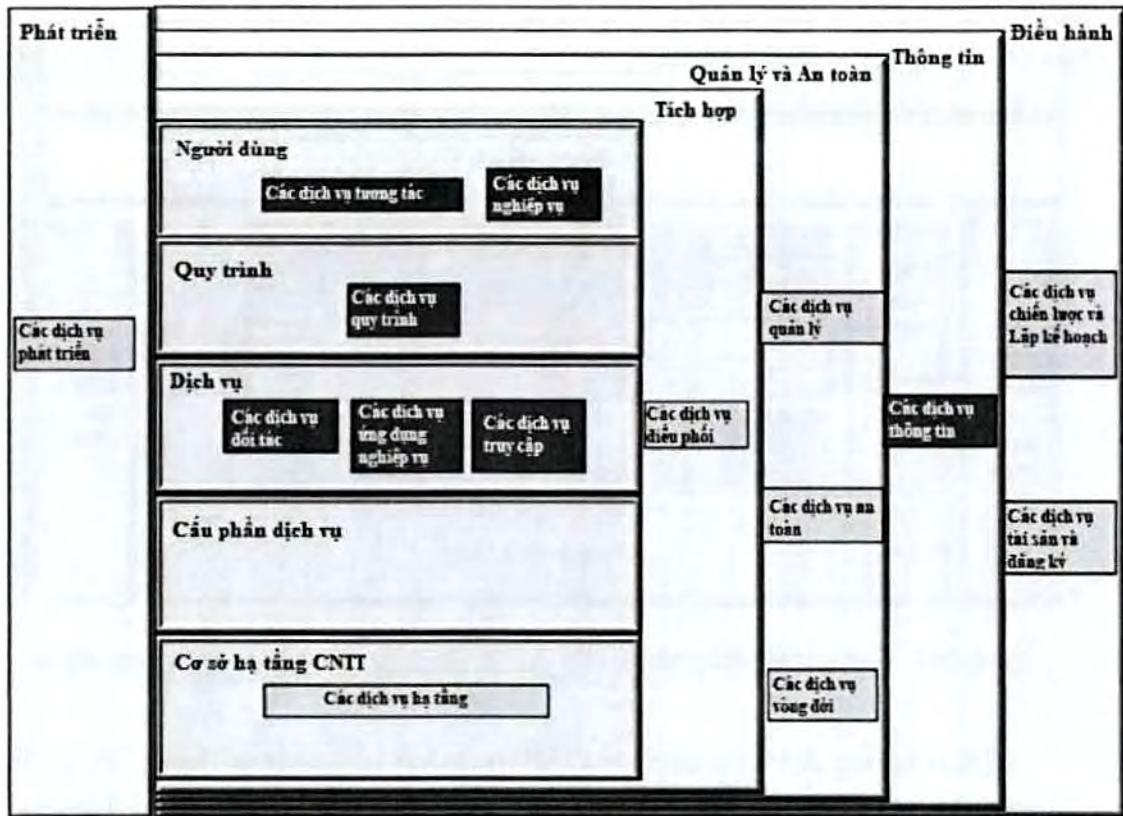 Phát triển
Điều hành
Thông tin
Quản lý và An toàn
Tích hợp
Người dùng
Các dịch vụ tương tác
Các dịch vụ
nghiệp vụ
Quy trình
Các dịch vụ
quy trình
Các dịch vụ
phát triển
Các dịch vụ
quản lý
Các dịch vụ
chiến lược và
Lập kế hoạch
Dịch vụ
Các dịch vụ
đối tác
Các dịch vụ
ứng dụng
nghiệp vụ
Các dịch vụ
truy cập
Các dịch vụ
điều phối
Các dịch vụ
thông tin
Cấu phần dịch vụ
Các dịch vụ an
toàn
Các dịch vụ
tài sản và
đăng ký
Cơ sở hạ tầng CNTT
Các dịch vụ hạ tầng
Các dịch vụ
vòng đời